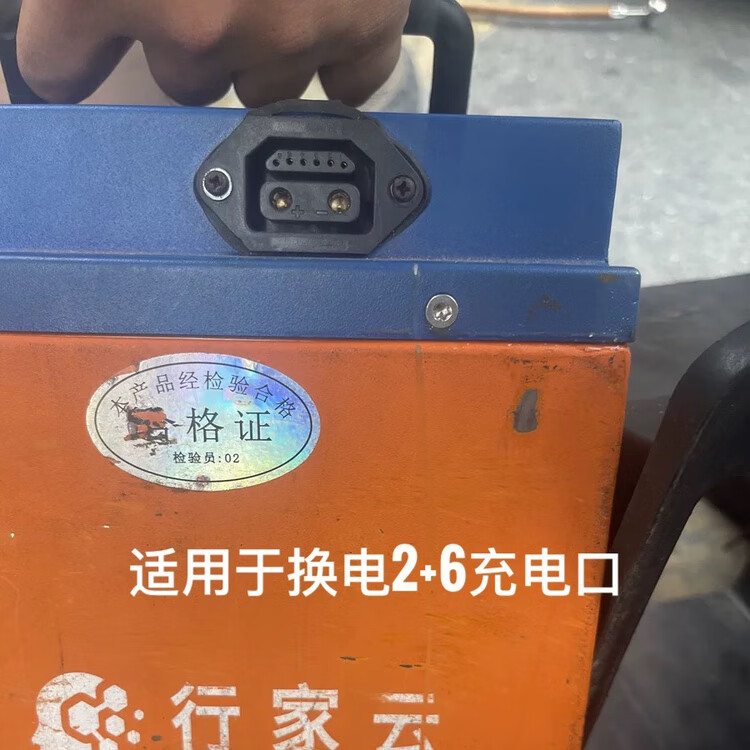 + -
本产品经检验合格
合格证
检验员:02
适用于换电2+6充电口
行家云